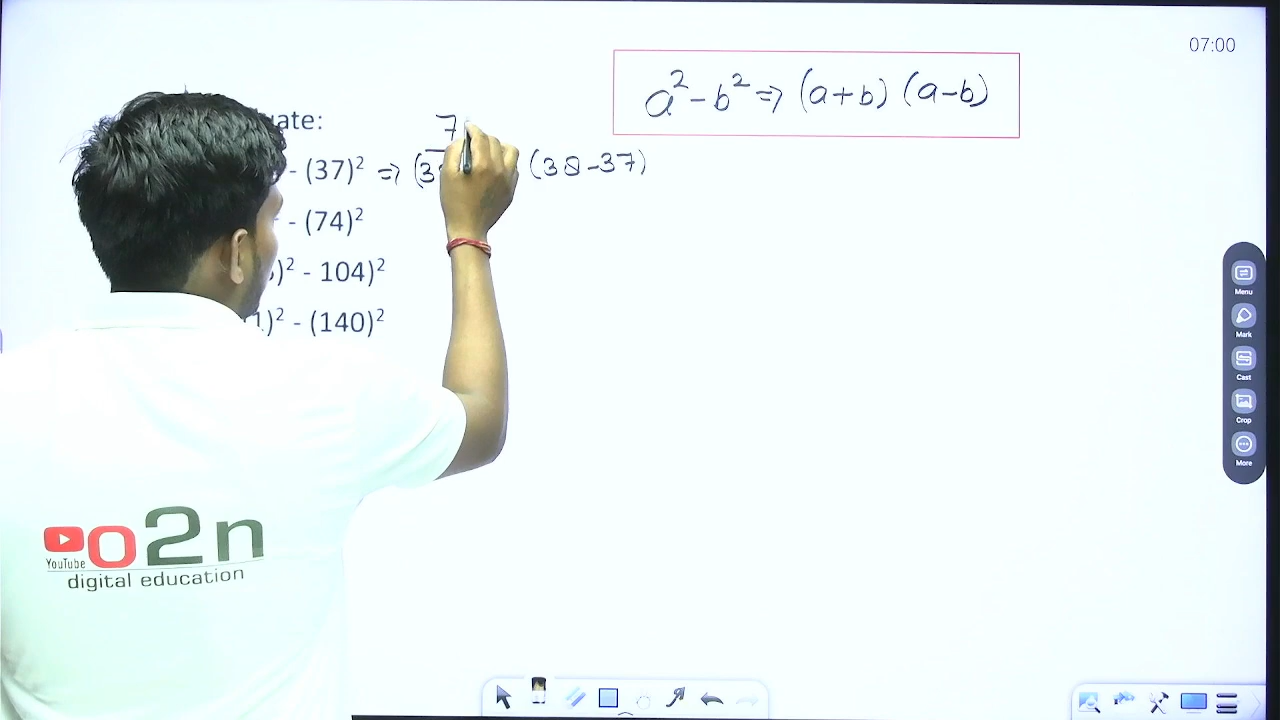 07:00
a² - b² => (a+b) (a-b)
uate:
7
- (37)² => (3 (38-37)
- (74)²
)² - 104)²
)² - (140)²
Menu
Mark
Cast
Crop
More
YouTube o2n
digital education